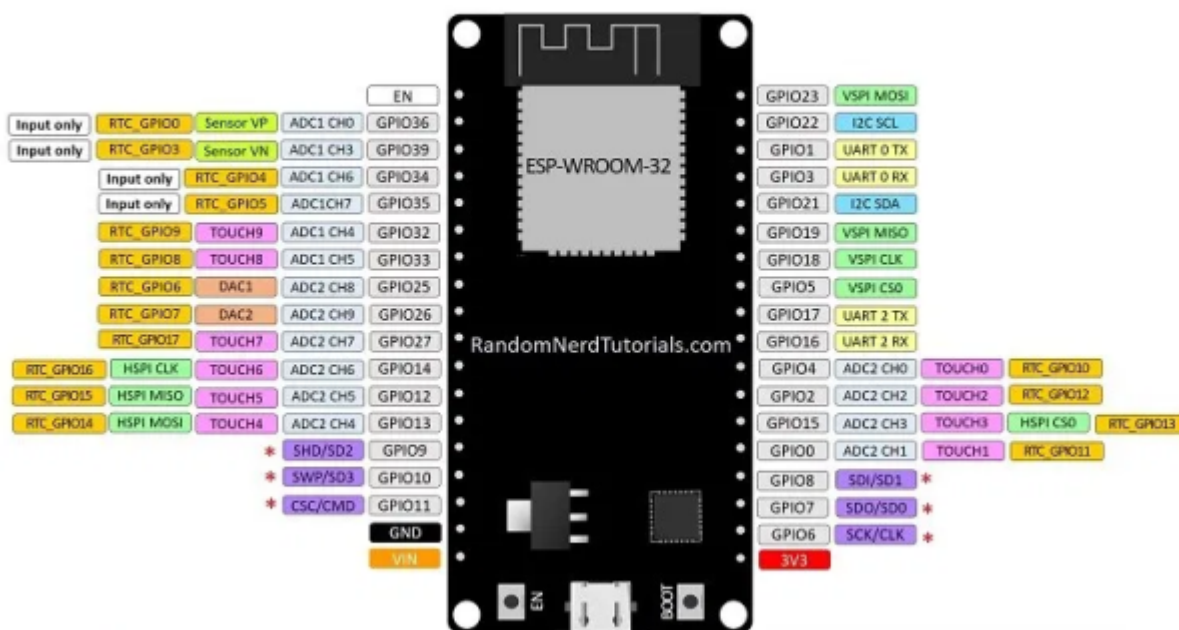 EN GPIO23 VSPI MOSI
Input only RTC_GPIO0 Sensor VP ADC1 CH0 GPIO36 GPIO22 I2C SCL
Input only RTC_GPIO3 Sensor VN ADC1 CH3 GPIO39 GPIO1 UART 0 TX
Input only RTC_GPIO4 ADC1 CH6 GPIO34 ESP-WROOM-32 GPIO3 UART 0 RX
Input only RTC_GPIO5 ADC1CH7 GPIO35 GPIO21 I2C SDA
RTC_GPIO9 TOUCH9 ADC1 CH4 GPIO32 GPIO19 VSPI MISO
RTC_GPIO8 TOUCH8 ADC1 CH5 GPIO33 GPIO18 VSPI CLK
RTC_GPIO6 DAC1 ADC2 CH8 GPIO25 GPIO5 VSPI CS0
RTC_GPIO7 DAC2 ADC2 CH9 GPIO26 GPIO17 UART 2 TX
RTC_GPIO17 TOUCH7 ADC2 CH7 GPIO27 RandomNerdTutorials.com GPIO16 UART 2 RX
RTC_GPIO16 HSPI CLK TOUCH6 ADC2 CH6 GPIO14 GPIO4 ADC2 CH0 TOUCH0 RTC_GPIO10
RTC_GPIO15 HSPI MISO TOUCH5 ADC2 CH5 GPIO12 GPIO2 ADC2 CH2 TOUCH2 RTC_GPIO12
RTC_GPIO14 HSPI MOSI TOUCH4 ADC2 CH4 GPIO13 GPIO15 ADC2 CH3 TOUCH3 HSPI CS0 RTC_GPIO13
* SHD/SD2 GPIO9 GPIO0 ADC2 CH1 TOUCH1 RTC_GPIO11
* SWP/SD3 GPIO10 GPIO8 SDI/SD1 *
* CSC/CMD GPIO11 GPIO7 SDO/SD0 *
GND GPIO6 SCK/CLK *
VIN 3V3
EN BOOT